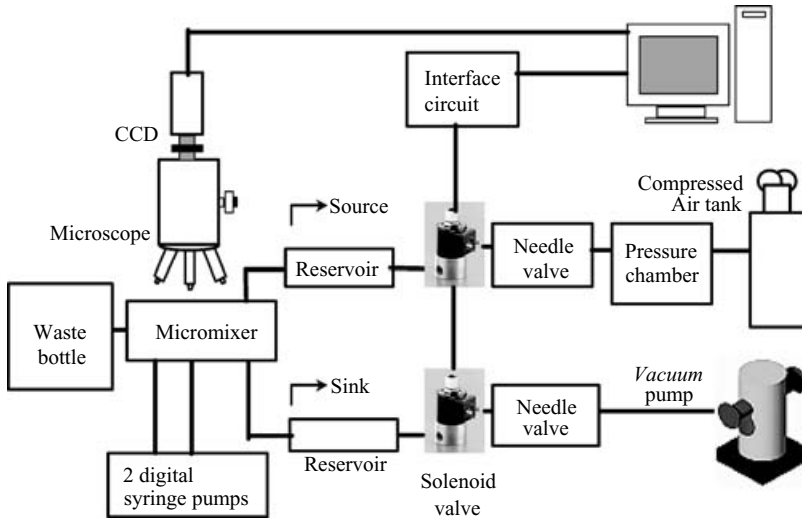 Interface
circuit
CCD
Compressed
Air tank
Source
Microscope
Reservoir
Needle
valve
Pressure
chamber
Waste
bottle
Micromixer
Sink
Vacuum
pump
Needle
valve
Reservoir
2 digital
syringe pumps
Solenoid
valve